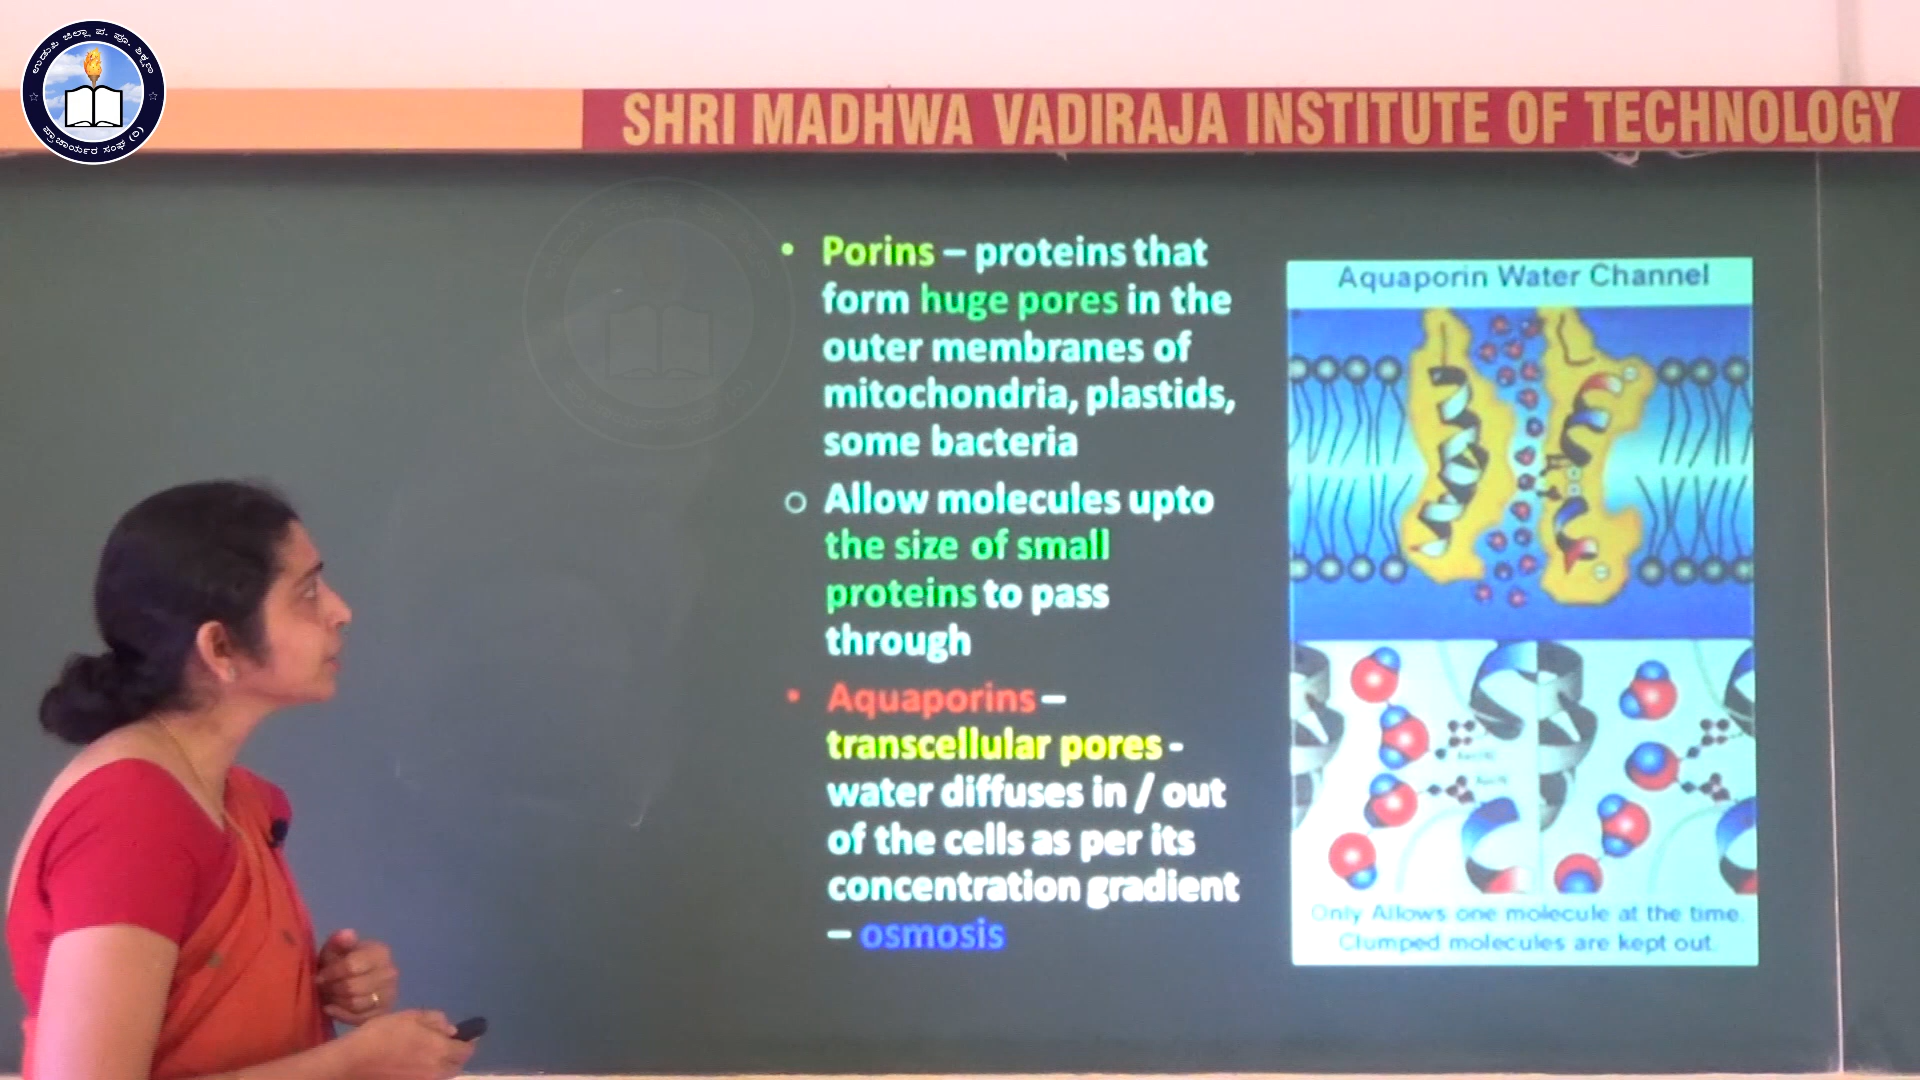 ಉಡುಪಿ ಜಿಲ್ಲಾ ಪ. ಪೂ. ಶಿಕ್ಷಣ
ಪ್ರಾಚಾರ್ಯರ ಸಂಘ (ರಿ)
SHRI MADHWA VADIRAJA INSTITUTE OF TECHNOLOGY
• Porins – proteins that
form huge pores in the
outer membranes of
mitochondria, plastids,
some bacteria
o Allow molecules upto
the size of small
proteins to pass
through
• Aquaporins –
transcellular pores -
water diffuses in / out
of the cells as per its
concentration gradient
– osmosis
Aquaporin Water Channel
Only Allows one molecule at the time.
Clumped molecules are kept out.